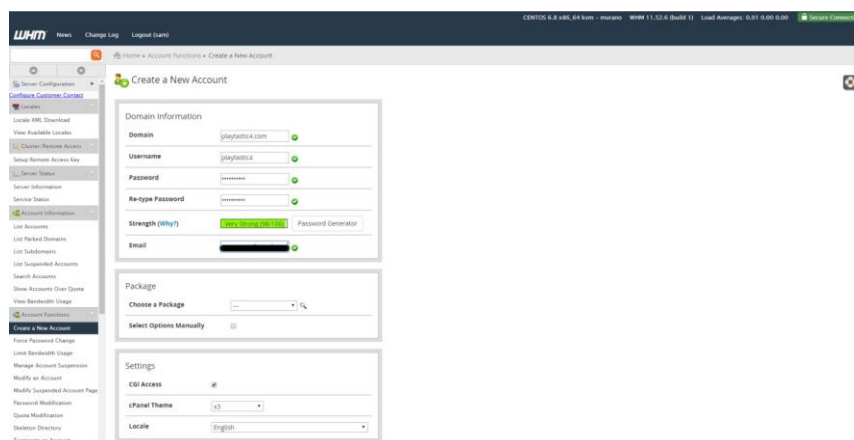 CENTOS 6.8 x86_64 kvm – murano WHM 11.52.6 (build 1) Load Averages: 0.01 0.00 0.00 Secure Connecti
WHM News Change Log Logout (sam)
Home » Account Functions » Create a New Account
Server Configuration
Configure Customer Contact
Locales
Locale XML Download
View Available Locales
Cluster/Remote Access
Setup Remote Access Key
Server Status
Server Information
Service Status
Account Information
List Accounts
List Parked Domains
List Subdomains
List Suspended Accounts
Search Accounts
Show Accounts Over Quota
View Bandwidth Usage
Account Functions
Create a New Account
Force Password Change
Limit Bandwidth Usage
Manage Account Suspension
Modify an Account
Modify Suspended Account Page
Password Modification
Quota Modification
Skeleton Directory
Create a New Account
Domain Information
Domain playtastic4.com
Username playtastic4
Password ••••••••••
Re-type Password ••••••••••
Strength (Why?) Very Strong (98/100) Password Generator
Email
Package
Choose a Package ---
Select Options Manually
Settings
CGI Access
cPanel Theme x3
Locale English